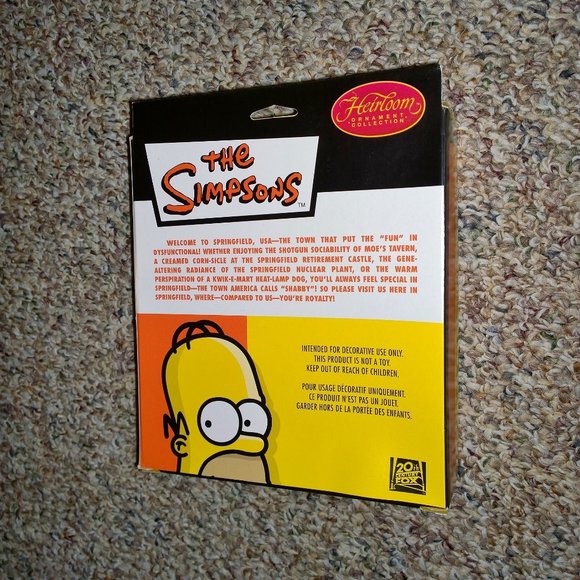 Heirloom
ORNAMENT
COLLECTION
THE
SIMPSONS
TM
WELCOME TO SPRINGFIELD, USA—THE TOWN THAT PUT THE "FUN" IN
DYSFUNCTIONAL! WHETHER ENJOYING THE SHOTGUN SOCIABILITY OF MOE'S TAVERN,
A CREAMED CORN-SICLE AT THE SPRINGFIELD RETIREMENT CASTLE, THE GENE-
ALTERING RADIANCE OF THE SPRINGFIELD NUCLEAR PLANT, OR THE WARM
PERSPIRATION OF A KWIK-E-MART HEAT-LAMP DOG, YOU'LL ALWAYS FEEL SPECIAL IN
SPRINGFIELD—THE TOWN AMERICA CALLS "SHABBY"! SO PLEASE VISIT US HERE IN
SPRINGFIELD, WHERE—COMPARED TO US—YOU'RE ROYALTY!
INTENDED FOR DECORATIVE USE ONLY.
THIS PRODUCT IS NOT A TOY.
KEEP OUT OF REACH OF CHILDREN.
POUR USAGE DÉCORATIF UNIQUEMENT.
CE PRODUIT N'EST PAS UN JOUET.
GARDER HORS DE LA PORTÉE DES ENFANTS.
20th
CENTURY
FOX